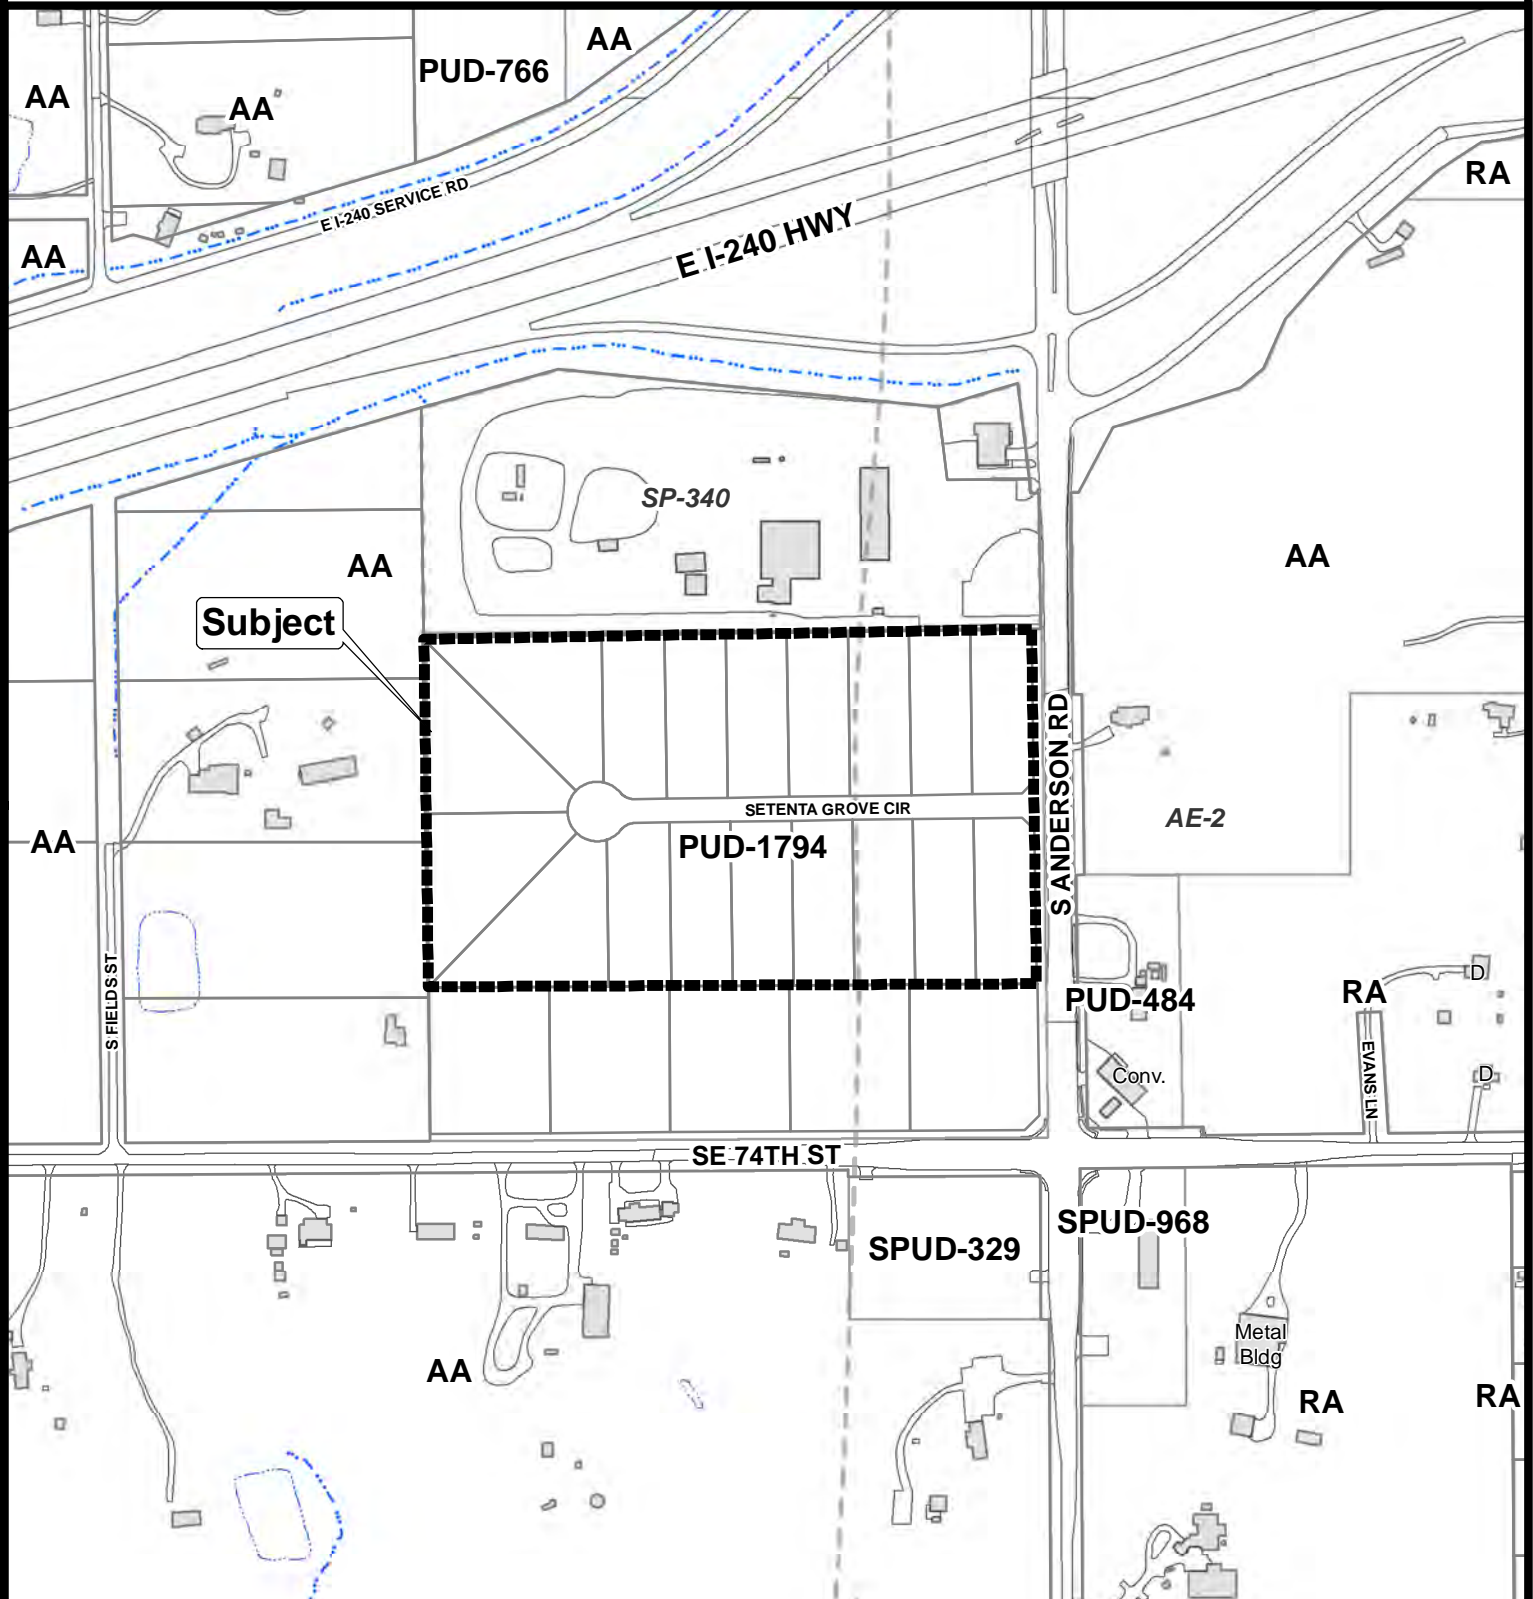 AA
PUD-766
AA
AA
RA
E I-240 SERVICE RD
E I-240 HWY
AA
SP-340
AA
AA
Subject
S ANDERSON RD
SETENTA GROVE CIR
AE-2
AA
PUD-1794
S FIELDS ST
PUD-484
RA
D
EVANS LN
Conv.
D
SE 74TH ST
SPUD-968
SPUD-329
Metal
Bldg
AA
RA
RA